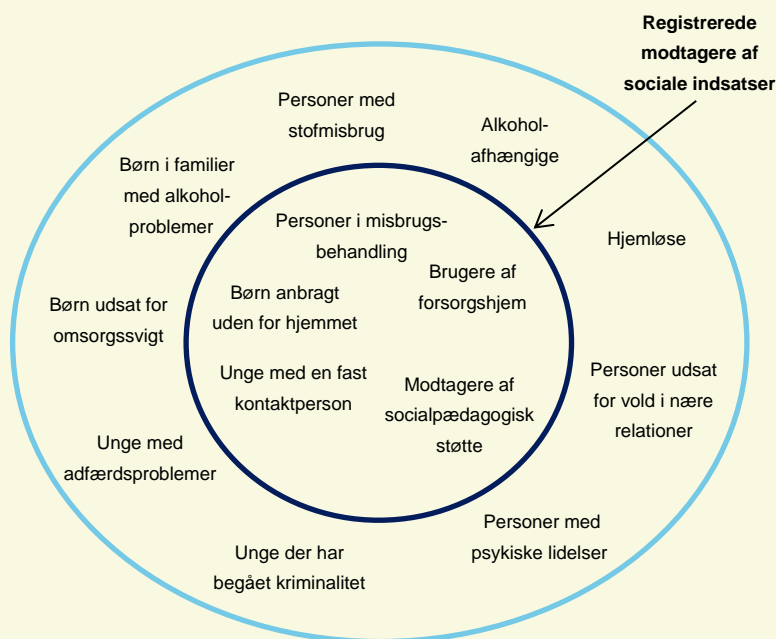 Registrerede
modtagere af
sociale indsatser
Personer med
stofmisbrug
Alkohol-
afhængige
Børn i familier
med alkohol-
problemer
Personer i misbrugs-
behandling
Hjemløse
Brugere af
forsorgshjem
Børn anbragt
uden for hjemmet
Børn udsat for
omsorgssvigt
Unge med en fast
kontaktperson
Modtagere af
socialpædagogisk
støtte
Personer udsat
for vold i nære
relationer
Unge med
adfærdsproblemer
Personer med
psykiske lidelser
Unge der har
begået kriminalitet